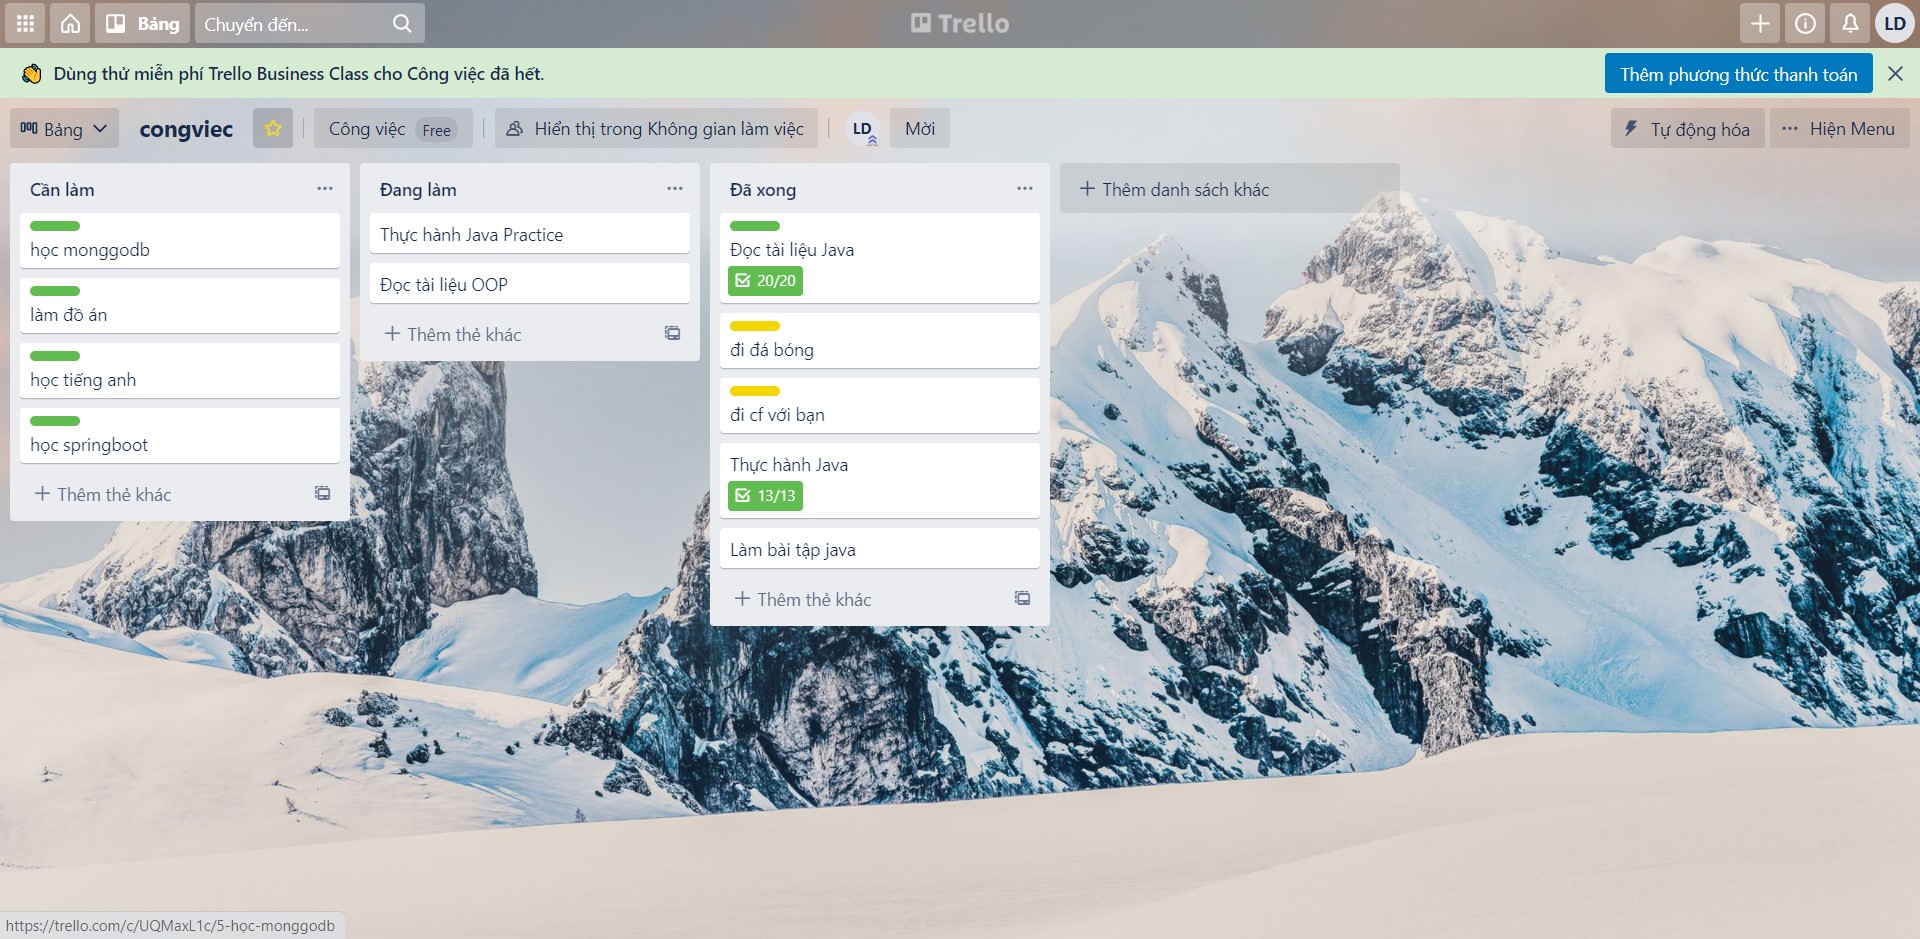 Bảng
Chuyển đến...
Trello
LD
Dùng thử miễn phí Trello Business Class cho Công việc đã hết.
Thêm phương thức thanh toán
Bảng
congviec
Công việc Free
Hiển thị trong Không gian làm việc
LD
Mời
Tự động hóa
Hiện Menu
Cần làm
học monggodb
làm đồ án
học tiếng anh
học springboot
Thêm thẻ khác
Đang làm
Thực hành Java Practice
Đọc tài liệu OOP
Thêm thẻ khác
Đã xong
Đọc tài liệu Java
20/20
đi đá bóng
đi cf với bạn
Thực hành Java
13/13
Làm bài tập java
Thêm thẻ khác
Thêm danh sách khác
https://trello.com/c/UQMaxL1c/5-học-monggodb